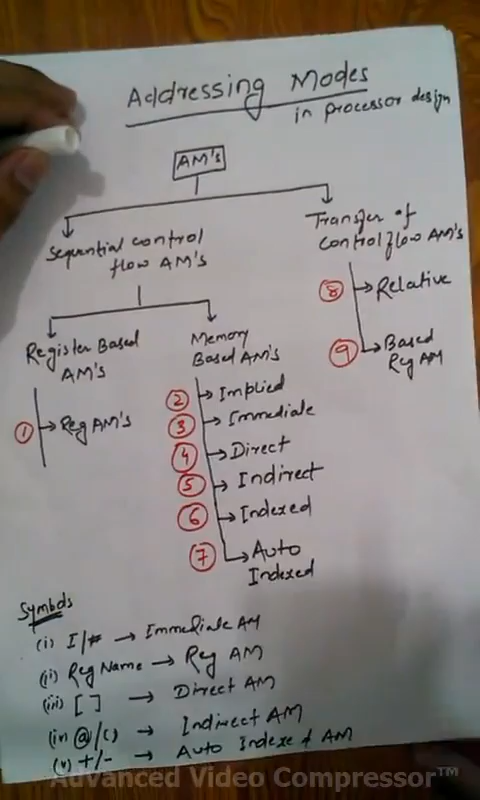 Addressing Modes
in processor design
AM's
Sequential control
flow AM's
Transfer of
Control flow AM's
Register Based
AM's
① → Reg AM's
Memory
Based AM's
② → Implied
③ → Immediate
④ → Direct
⑤ → Indirect
⑥ → Indexed
⑦ → Auto
Indexed
⑧ → Relative
⑨ → Based
Reg AM
Symbols
(i) I/# → Immediate AM
(ii) Reg Name → Reg AM
(iii) [ ] → Direct AM
(iv) @/() → Indirect AM
(v) +/- → Auto Indexed AM
Advanced Video Compressor™